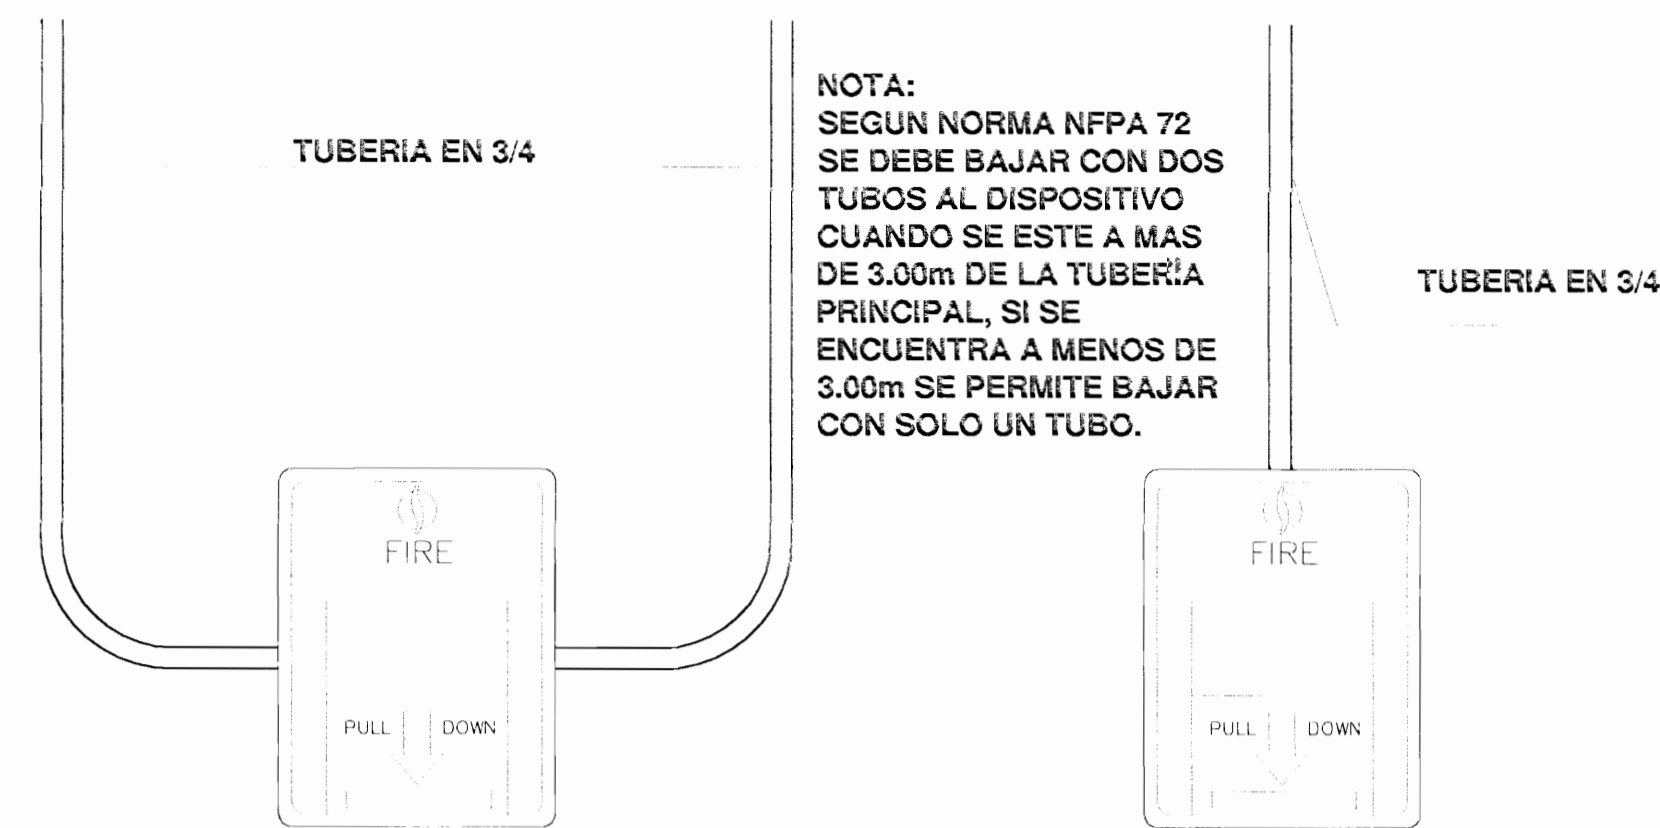 TUBERIA EN 3/4
NOTA:
SEGUN NORMA NFPA 72
SE DEBE BAJAR CON DOS
TUBOS AL DISPOSITIVO
CUANDO SE ESTE A MAS
DE 3.00m DE LA TUBERIA
PRINCIPAL, SI SE
ENCUENTRA A MENOS DE
3.00m SE PERMITE BAJAR
CON SOLO UN TUBO.
TUBERIA EN 3/4
FIRE
PULL DOWN
FIRE
PULL DOWN